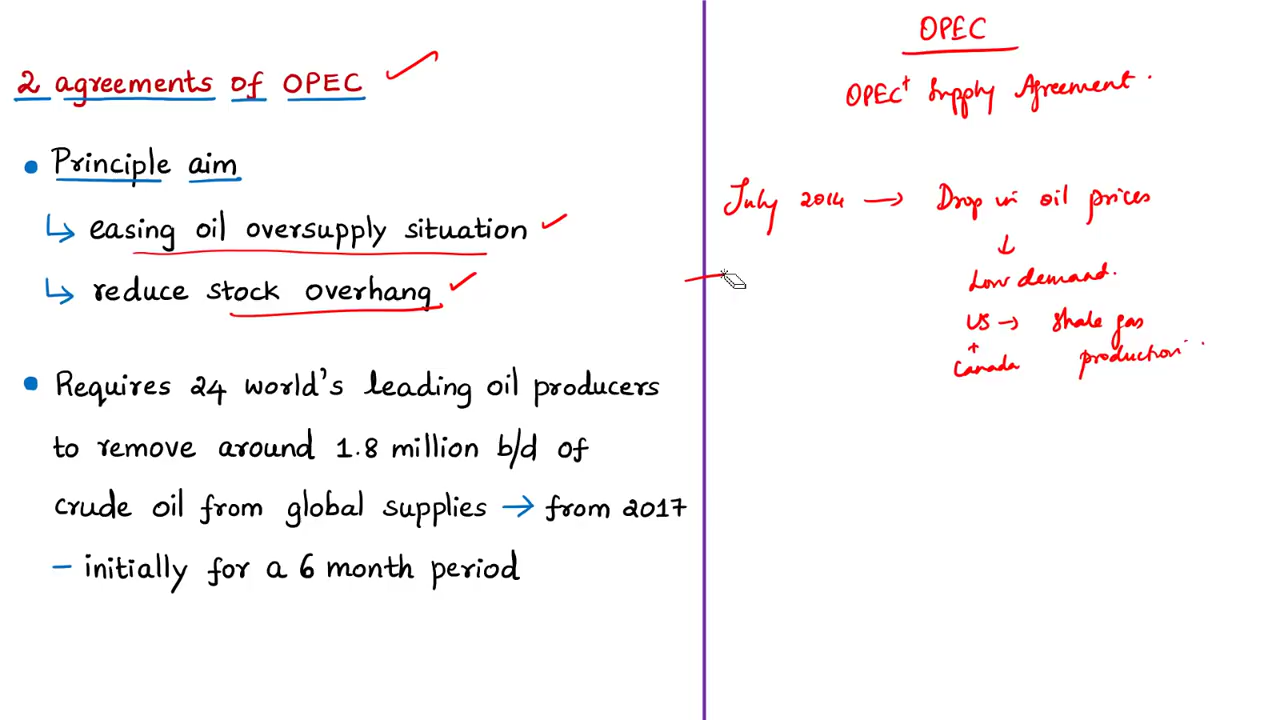 2 agreements of OPEC
Principle aim
easing oil oversupply situation
reduce stock overhang
Requires 24 world's leading oil producers
to remove around 1.8 million b/d of
crude oil from global supplies → from 2017
– initially for a 6 month period
OPEC
OPEC+ Supply Agreement
July 2014 → Drop in oil prices
↓
Low demand.
US → Shale gas
+
Canada production